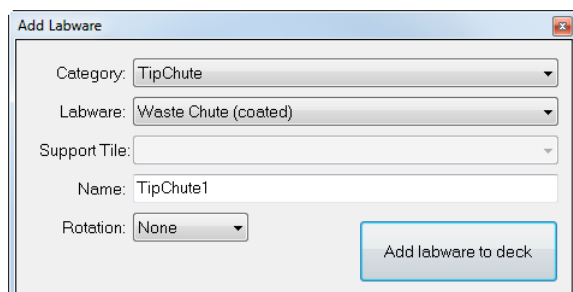 Add Labware
Category: TipChute
Labware: Waste Chute (coated)
Support Tile:
Name: TipChute1
Rotation: None
Add labware to deck